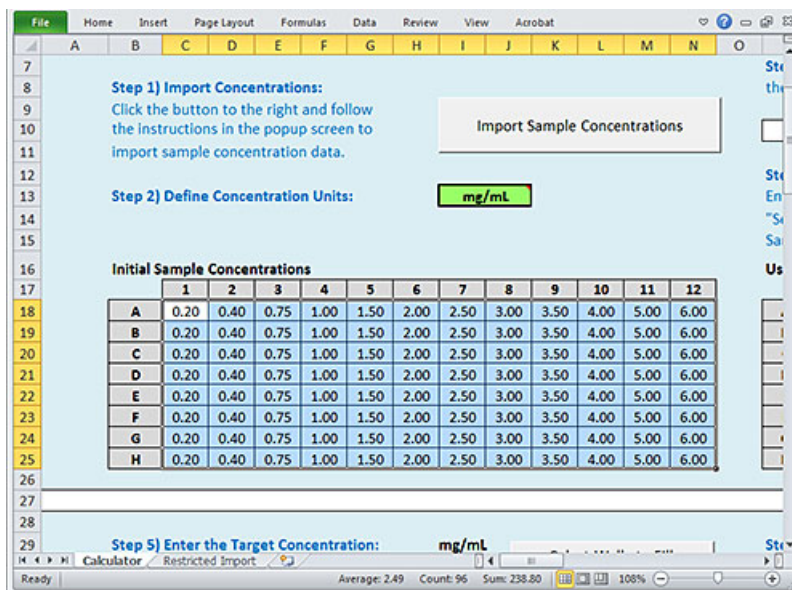 File Home Insert Page Layout Formulas Data Review View Acrobat
A B C D E F G H I J K L M N O
7
8 Step 1) Import Concentrations:
9 Click the button to the right and follow
10 the instructions in the popup screen to Import Sample Concentrations
11 import sample concentration data.
12
13 Step 2) Define Concentration Units: mg/mL
14
15
16 Initial Sample Concentrations Us
17 1 2 3 4 5 6 7 8 9 10 11 12
18 A 0.20 0.40 0.75 1.00 1.50 2.00 2.50 3.00 3.50 4.00 5.00 6.00
19 B 0.20 0.40 0.75 1.00 1.50 2.00 2.50 3.00 3.50 4.00 5.00 6.00
20 C 0.20 0.40 0.75 1.00 1.50 2.00 2.50 3.00 3.50 4.00 5.00 6.00
21 D 0.20 0.40 0.75 1.00 1.50 2.00 2.50 3.00 3.50 4.00 5.00 6.00
22 E 0.20 0.40 0.75 1.00 1.50 2.00 2.50 3.00 3.50 4.00 5.00 6.00
23 F 0.20 0.40 0.75 1.00 1.50 2.00 2.50 3.00 3.50 4.00 5.00 6.00
24 G 0.20 0.40 0.75 1.00 1.50 2.00 2.50 3.00 3.50 4.00 5.00 6.00
25 H 0.20 0.40 0.75 1.00 1.50 2.00 2.50 3.00 3.50 4.00 5.00 6.00
26
27
28
29 Step 5) Enter the Target Concentration: mg/mL
Calculator Restricted Import
Ready Average: 2.49 Count: 96 Sum: 238.80 108%